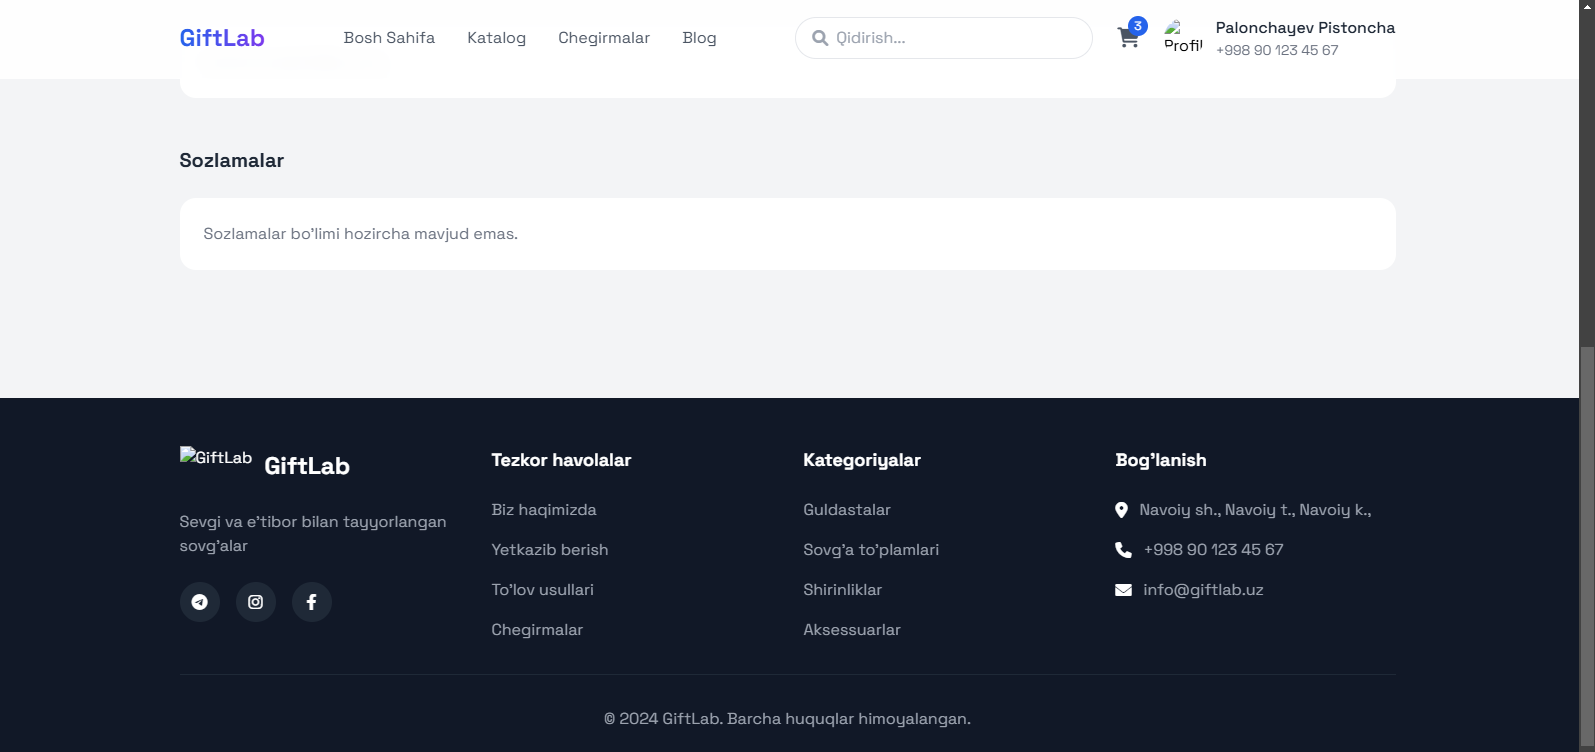 GiftLab
Bosh Sahifa
Katalog
Chegirmalar
Blog
Qidirish...
3
Profil
Palonchayev Pistoncha
+998 90 123 45 67
Sozlamalar
Sozlamalar bo'limi hozircha mavjud emas.
GiftLab
GiftLab
Sevgi va e'tibor bilan tayyorlangan
sovg'alar
Tezkor havolalar
Biz haqimizda
Yetkazib berish
To'lov usullari
Chegirmalar
Kategoriyalar
Guldastalar
Sovg'a to'plamlari
Shirinliklar
Aksessuarlar
Bog'lanish
Navoiy sh., Navoiy t., Navoiy k.,
+998 90 123 45 67
info@giftlab.uz
© 2024 GiftLab. Barcha huquqlar himoyalangan.